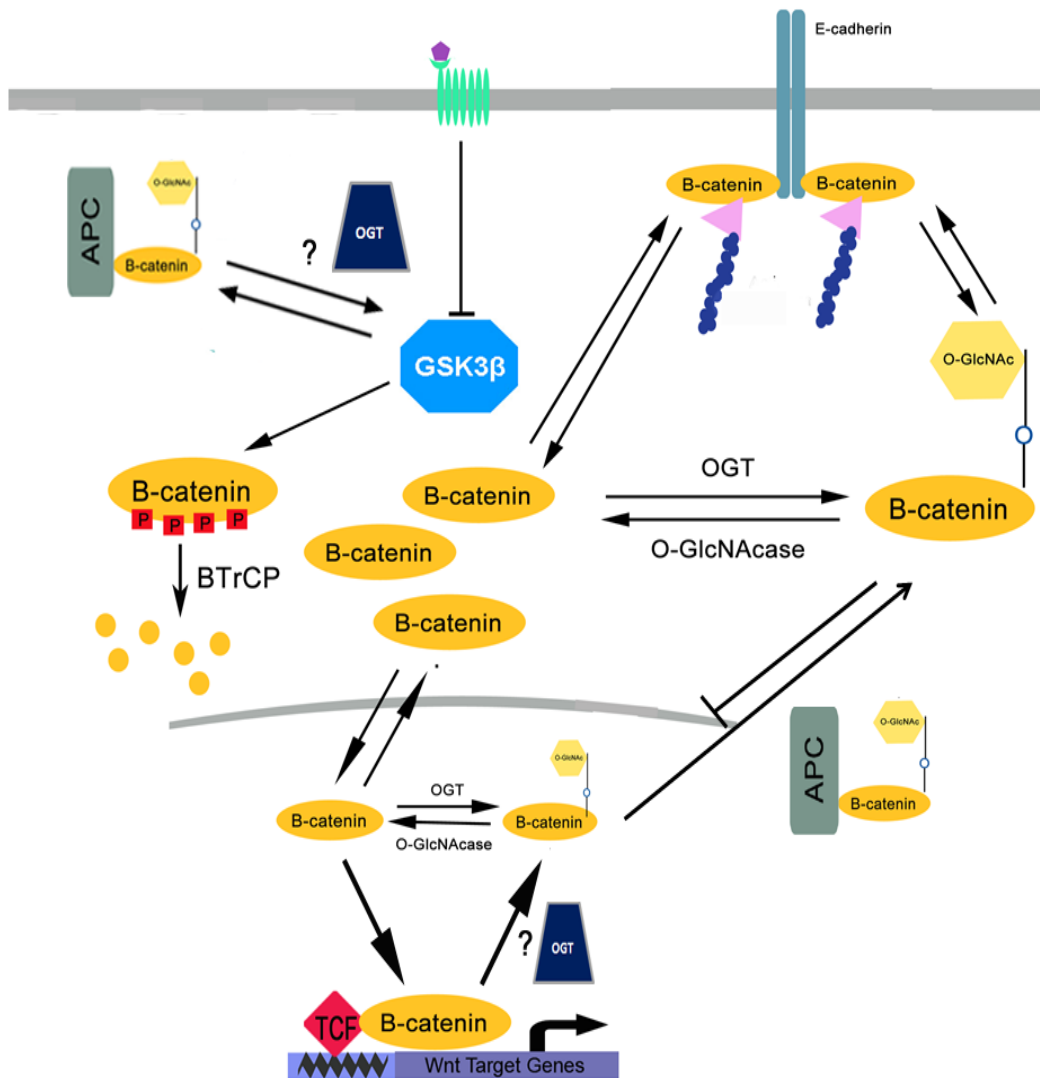 E-cadherin
O-GlcNAc
APC
B-catenin
?
OGT
B-catenin
B-catenin
GSK3β
O-GlcNAc
B-catenin
P P P P
BTrCP
B-catenin
B-catenin
B-catenin
OGT
O-GlcNAcase
B-catenin
O-GlcNAc
B-catenin
OGT
O-GlcNAcase
B-catenin
O-GlcNAc
APC
B-catenin
?
OGT
TCF
B-catenin
Wnt Target Genes